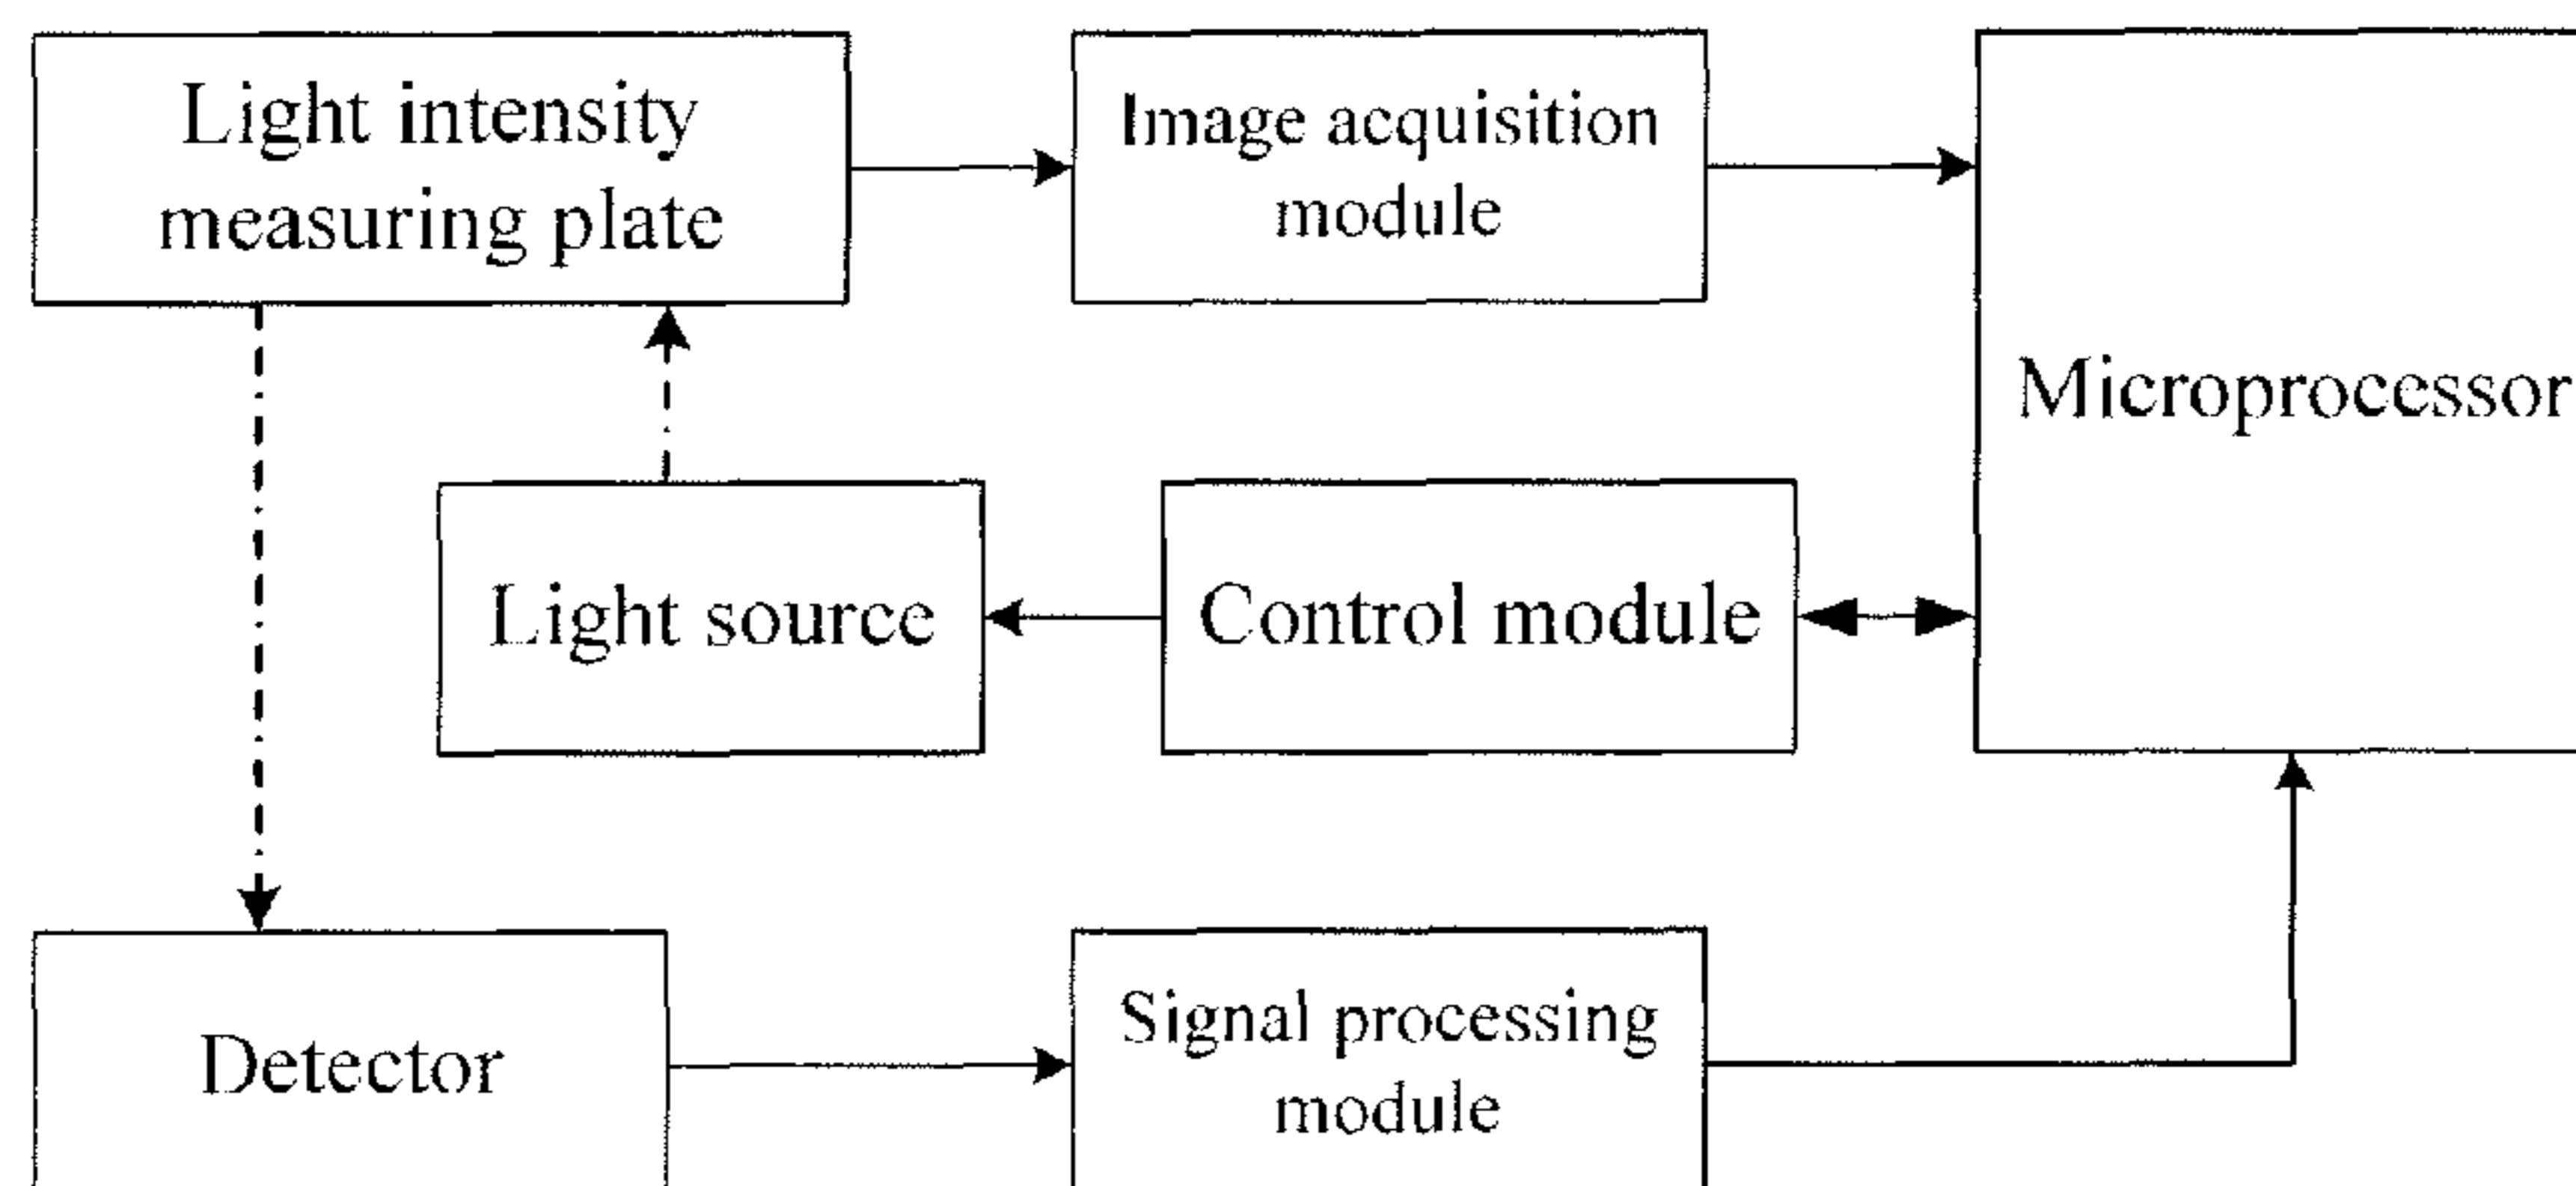 Light intensity
measuring plate
Image acquisition
module
Microprocessor
Light source
Control module
Detector
Signal processing
module